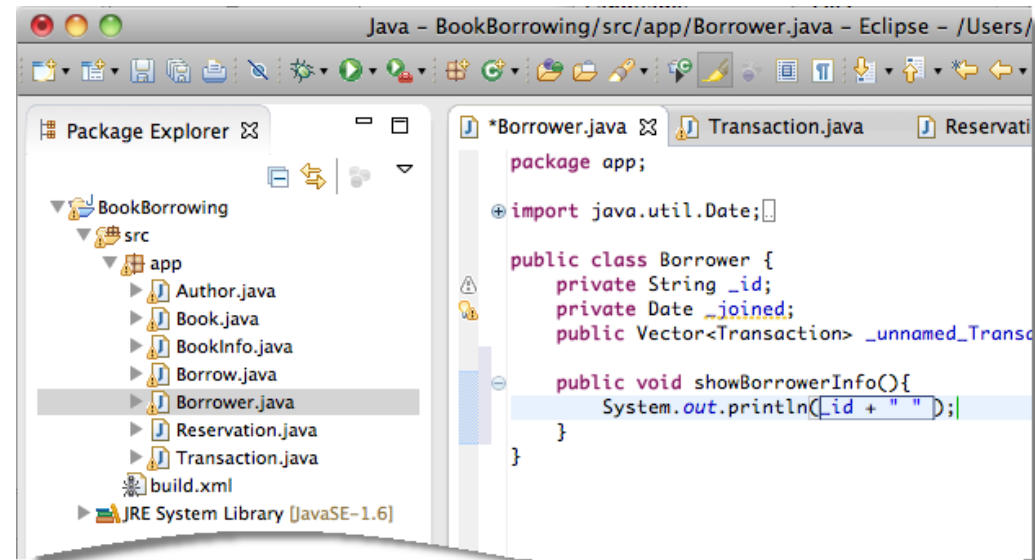 Java – BookBorrowing/src/app/Borrower.java – Eclipse – /Users/
Package Explorer
BookBorrowing
src
app
Author.java
Book.java
BookInfo.java
Borrow.java
Borrower.java
Reservation.java
Transaction.java
build.xml
JRE System Library [JavaSE-1.6]
*Borrower.java Transaction.java Reservati
package app;
import java.util.Date;
public class Borrower {
private String _id;
private Date _joined;
public Vector<Transaction> _unnamed_Transa
public void showBorrowerInfo(){
System.out.println(_id + " " );
}
}